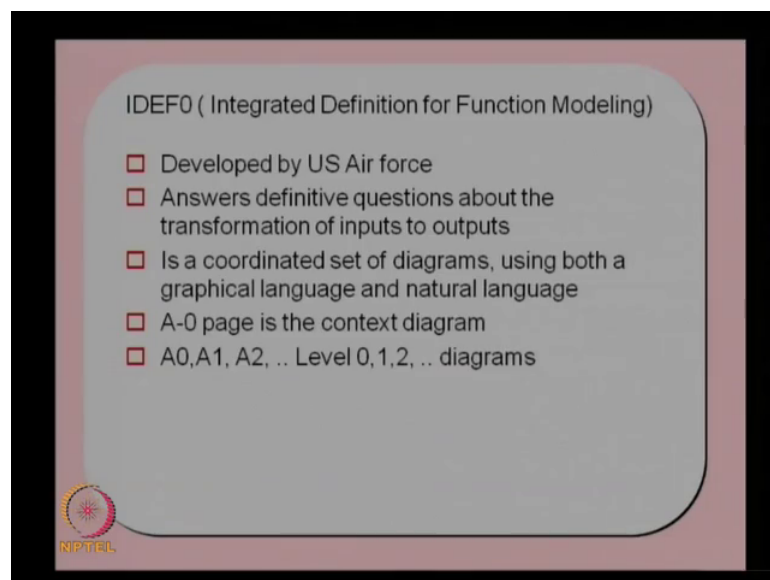 IDEF0 ( Integrated Definition for Function Modeling)
Developed by US Air force
Answers definitive questions about the
transformation of inputs to outputs
Is a coordinated set of diagrams, using both a
graphical language and natural language
A-0 page is the context diagram
A0,A1, A2, .. Level 0,1,2, .. diagrams
NPTEL